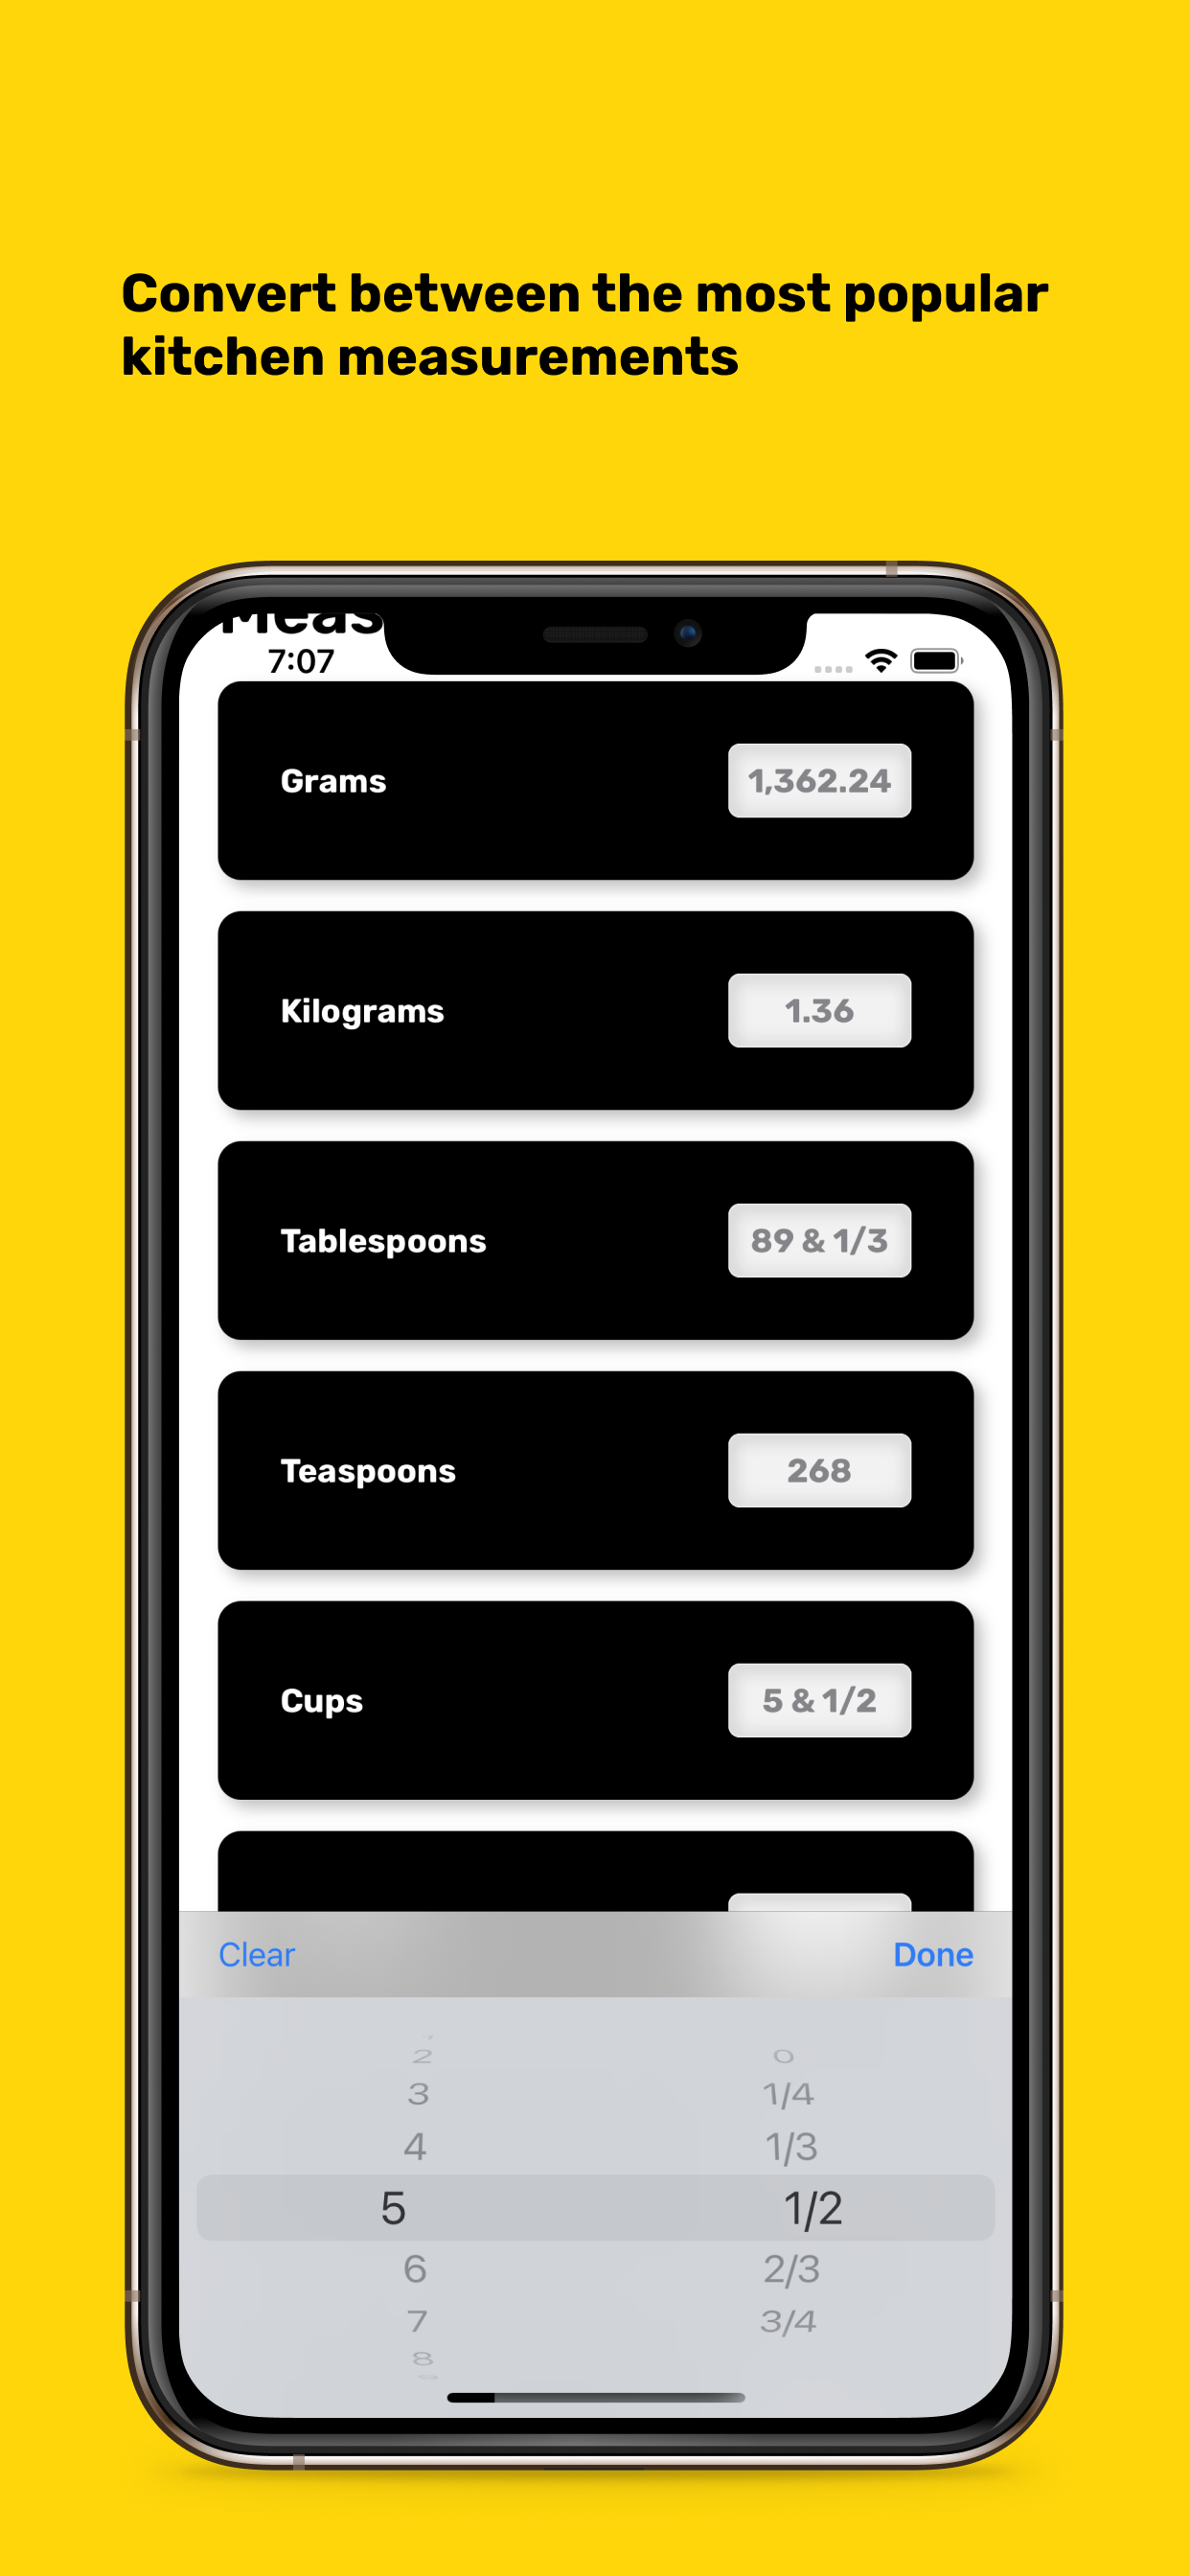 Convert between the most popular
kitchen measurements
Meas
7:07
Grams 1,362.24
Kilograms 1.36
Tablespoons 89 & 1/3
Teaspoons 268
Cups 5 & 1/2
Clear Done
2 0
3 1/4
4 1/3
5 1/2
6 2/3
7 3/4
8